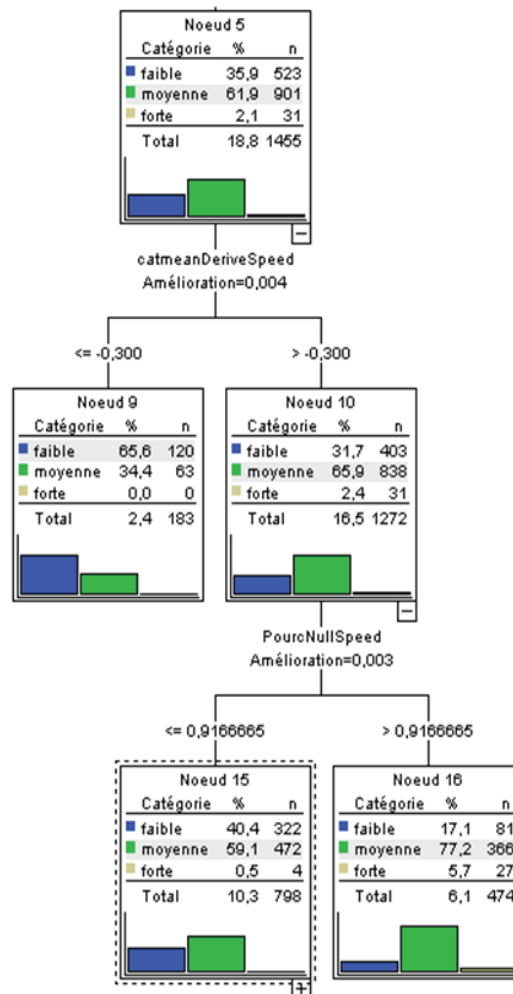 Noeud 5
Catégorie % n
faible 35,9 523
moyenne 61,9 901
forte 2,1 31
Total 18,8 1455
catmeanDeriveSpeed
Amélioration=0,004
<= -0,300 > -0,300
Noeud 9
Catégorie % n
faible 65,6 120
moyenne 34,4 63
forte 0,0 0
Total 2,4 183
Noeud 10
Catégorie % n
faible 31,7 403
moyenne 65,9 838
forte 2,4 31
Total 16,5 1272
PourcNullSpeed
Amélioration=0,003
<= 0,9166665 > 0,9166665
Noeud 15
Catégorie % n
faible 40,4 322
moyenne 59,1 472
forte 0,5 4
Total 10,3 798
Noeud 16
Catégorie % n
faible 17,1 81
moyenne 77,2 366
forte 5,7 27
Total 6,1 474